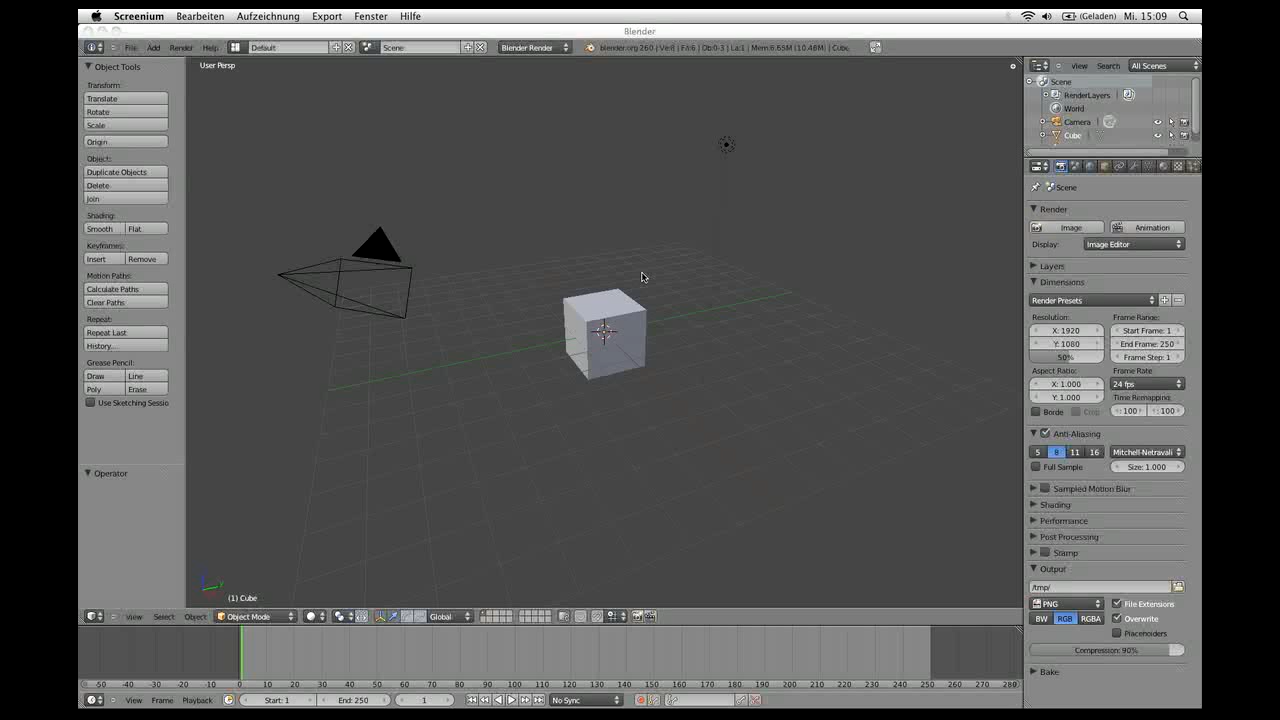 Screenium Bearbeiten Aufzeichnung Export Fenster Hilfe (Geladen) Mi. 15:09
Blender
File Add Render Help Default Scene Blender Render blender.org 260 | Ve:8 | Fa:6 | Ob:0-3 | La:1 | Mem:6.65M (10.46M) | Cube
Object Tools
Transform:
Translate
Rotate
Scale
Origin
Object:
Duplicate Objects
Delete
Join
Shading:
Smooth Flat
Keyframes:
Insert Remove
Motion Paths:
Calculate Paths
Clear Paths
Repeat:
Repeat Last
History...
Grease Pencil:
Draw Line
Poly Erase
Use Sketching Sessio
Operator
User Persp
(1) Cube
View Select Object Object Mode Global
-50 -40 -30 -20 -10 0 10 20 30 40 50 60 70 80 90 100 110 120 130 140 150 160 170 180 190 200 210 220 230 240 250 260 270 280
View Frame Playback Start: 1 End: 250 1 No Sync
View Search All Scenes
Scene
RenderLayers
World
Camera
Cube
Scene
Render
Image Animation
Display: Image Editor
Layers
Dimensions
Render Presets
Resolution: Frame Range:
X: 1920 Start Frame: 1
Y: 1080 End Frame: 250
50% Frame Step: 1
Aspect Ratio: Frame Rate
X: 1.000 24 fps
Y: 1.000 Time Remapping:
Borde Crop : 100 : 100
Anti-Aliasing
5 8 11 16 Mitchell-Netravali
Full Sample Size: 1.000
Sampled Motion Blur
Shading
Performance
Post Processing
Stamp
Output
/tmp/
PNG File Extensions
BW RGB RGBA Overwrite
Placeholders
Compression: 90%
Bake